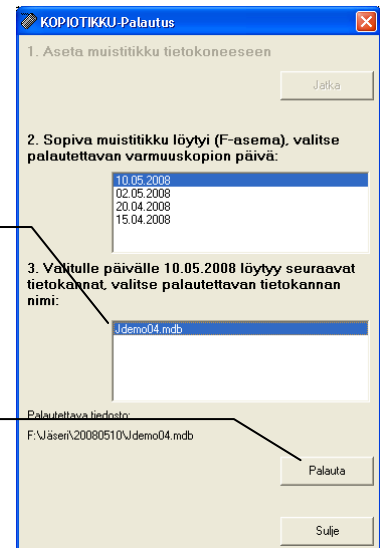 KOPIOTIKKU-Palautus
1. Aseta muistitikku tietokoneeseen
Jatka
2. Sopiva muistitikku löytyi (F-asema), valitse
palautettavan varmuuskopion päivä:
10.05.2008
02.05.2008
20.04.2008
15.04.2008
3. Valitulle päivälle 10.05.2008 löytyy seuraavat
tietokannat, valitse palautettavan tietokannan
nimi:
Jdemo04.mdb
Palautettava tiedosto:
F:\Jäseri\20080510\Jdemo04.mdb
Palauta
Sulje